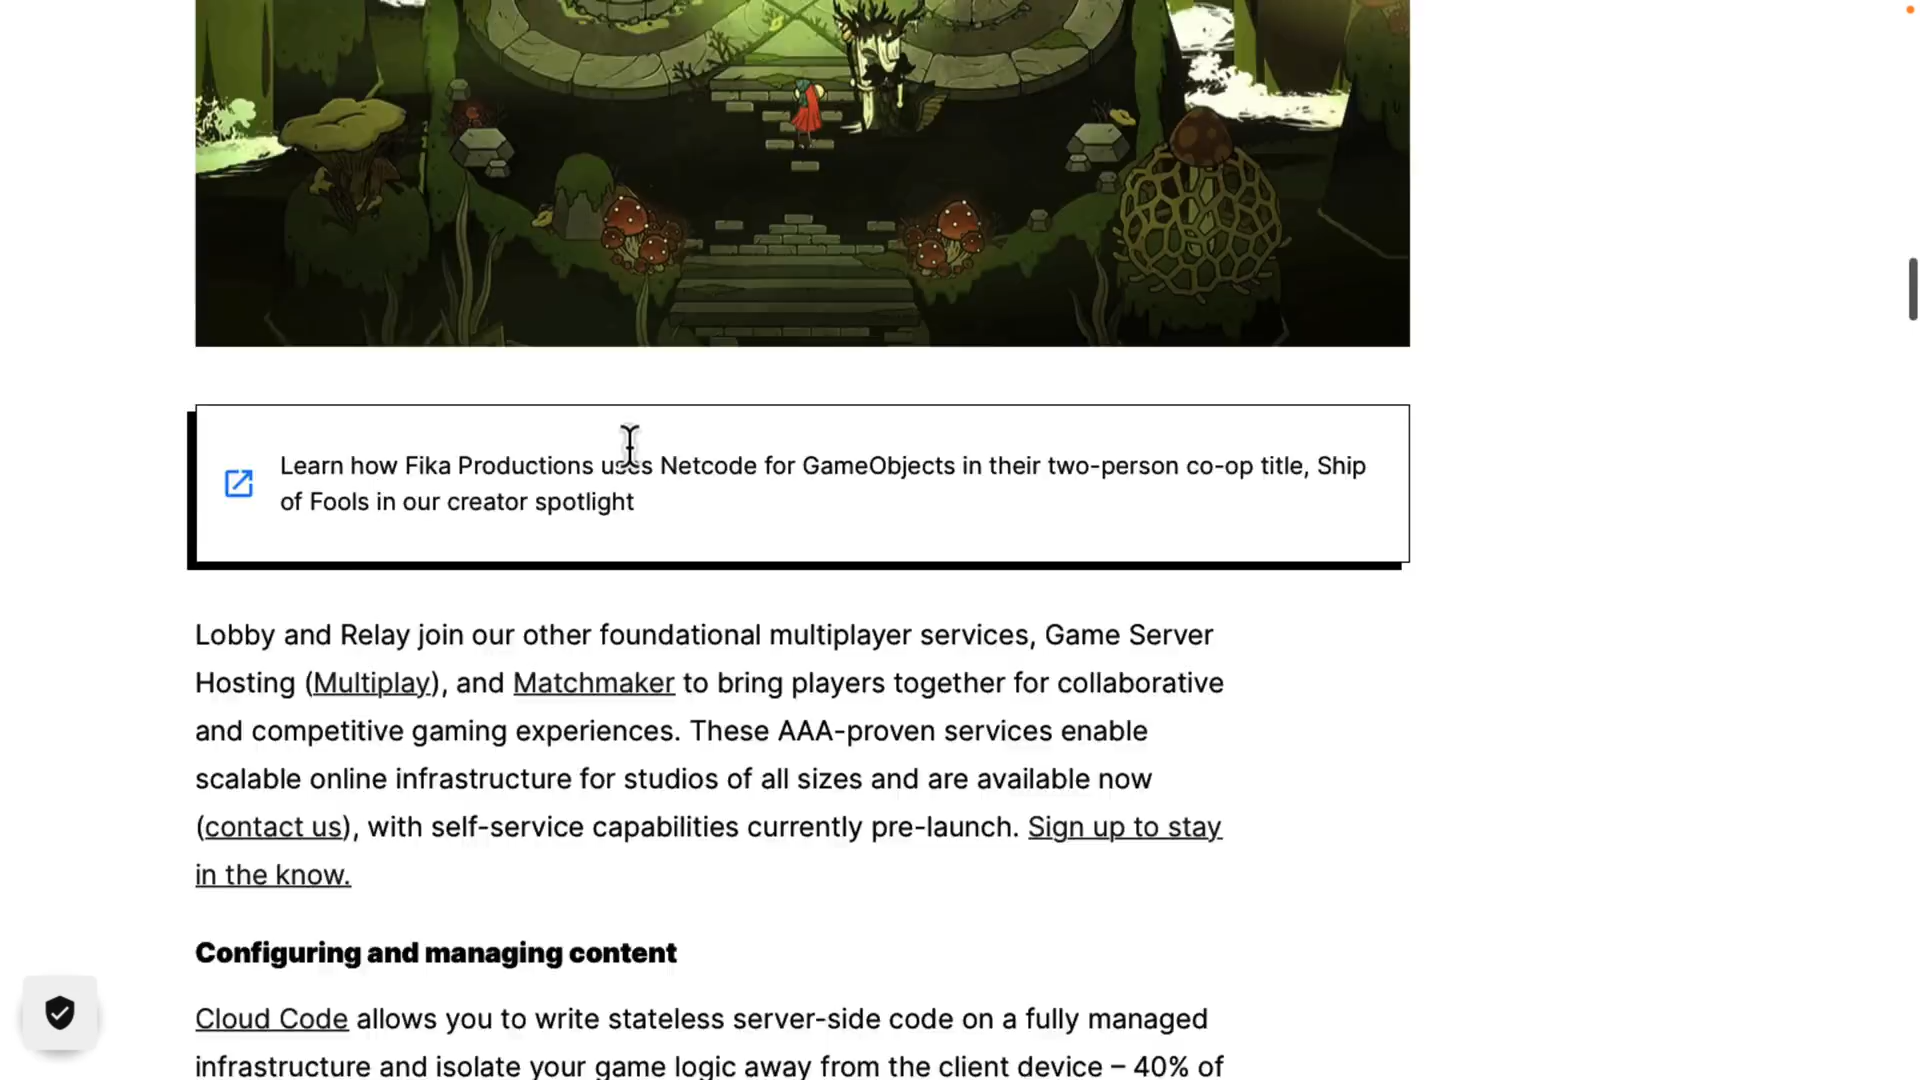 Learn how Fika Productions uses Netcode for GameObjects in their two-person co-op title, Ship
of Fools in our creator spotlight
Lobby and Relay join our other foundational multiplayer services, Game Server
Hosting (Multiplay), and Matchmaker to bring players together for collaborative
and competitive gaming experiences. These AAA-proven services enable
scalable online infrastructure for studios of all sizes and are available now
(contact us), with self-service capabilities currently pre-launch. Sign up to stay
in the know.
Configuring and managing content
Cloud Code allows you to write stateless server-side code on a fully managed
infrastructure and isolate your game logic away from the client device – 40% of